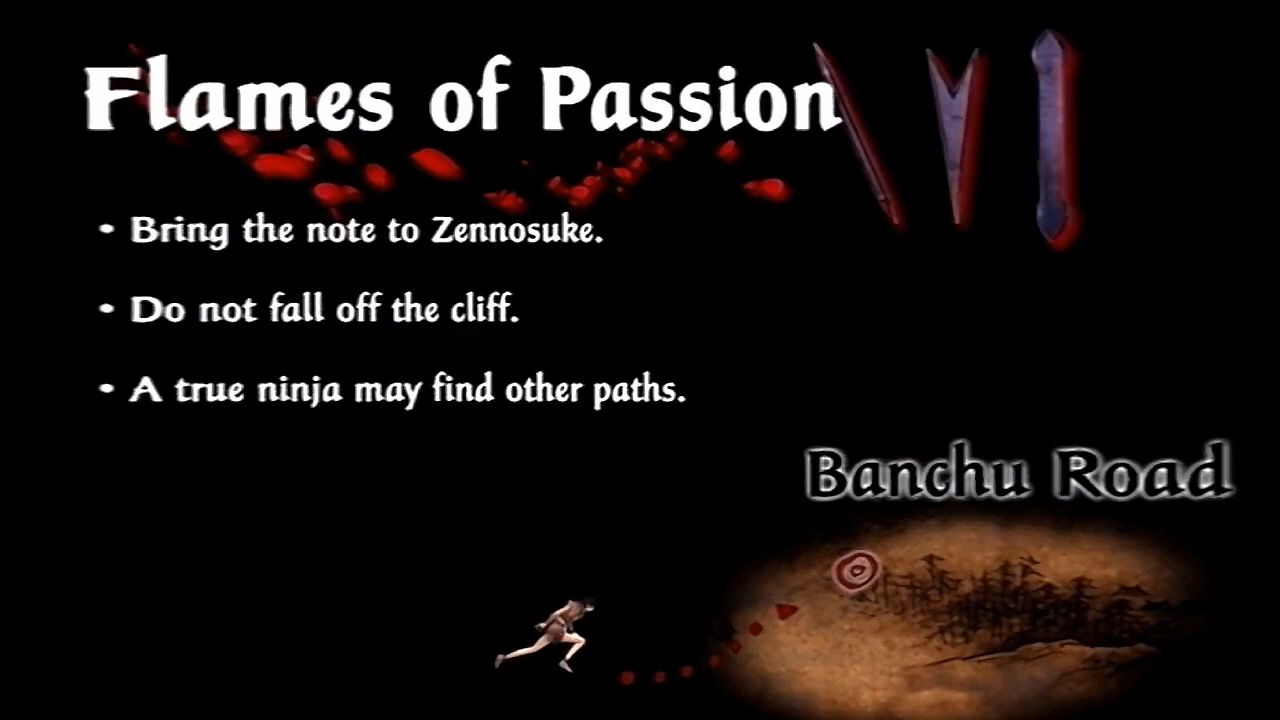 Flames of Passion
• Bring the note to Zennosuke.
• Do not fall off the cliff.
• A true ninja may find other paths.
Banchu Road